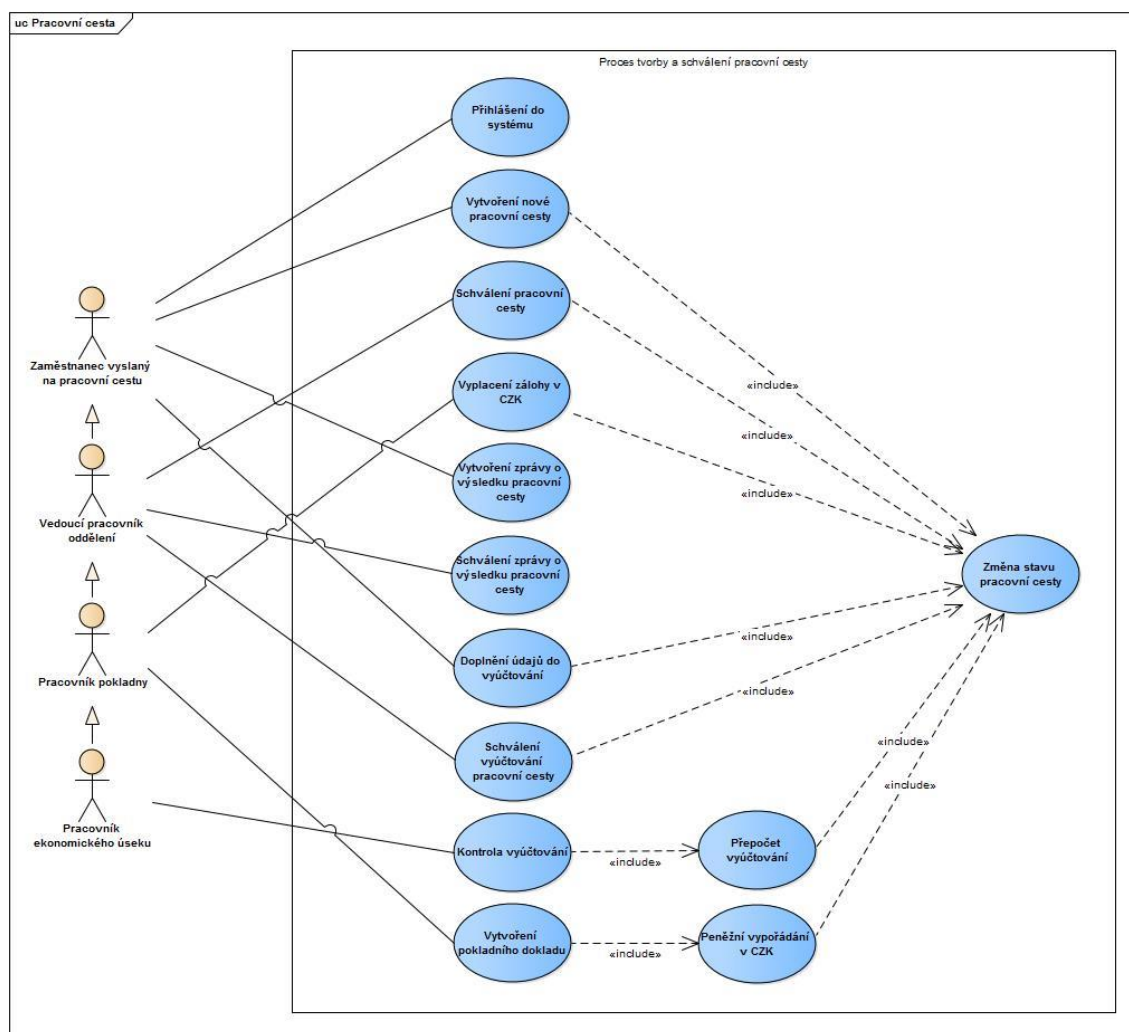 uc Pracovní cesta
Proces tvorby a schválení pracovní cesty
Přihlášení do
systému
Vytvoření nové
pracovní cesty
Schválení pracovní
cesty
Vyplacení zálohy v
CZK
Vytvoření zprávy o
výsledku pracovní
cesty
Schválení zprávy o
výsledku pracovní
cesty
Doplnění údajů do
vyúčtování
Schválení
vyúčtování
pracovní cesty
Kontrola vyúčtování
Vytvoření
pokladního dokladu
Přepočet
vyúčtování
Peněžní vypořádání
v CZK
Změna stavu
pracovní cesty
Zaměstnanec vyslaný
na pracovní cestu
Vedoucí pracovník
oddělení
Pracovník pokladny
Pracovník
ekonomického úseku
«include»
«include»
«include»
«include»
«include»
«include»
«include»
«include»
«include»